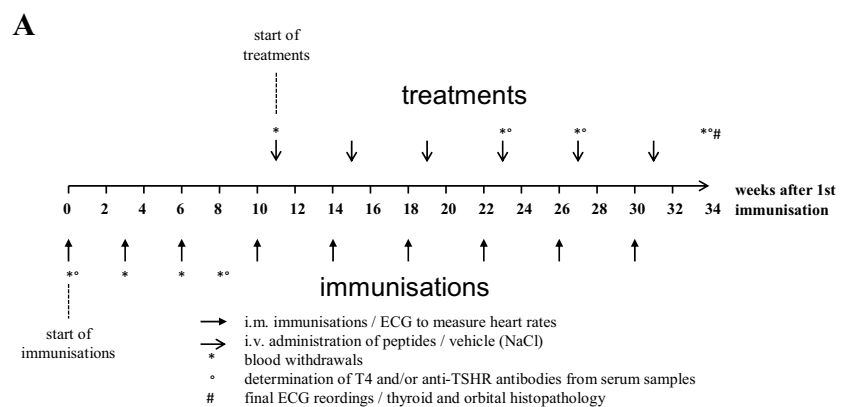 A
start of
treatments
treatments
* *° *° *°#
0 2 4 6 8 10 12 14 16 18 20 22 24 26 28 30 32 34
weeks after 1st
immunisation
*° * * *°
immunisations
start of
immunisations
i.m. immunisations / ECG to measure heart rates
i.v. administration of peptides / vehicle (NaCl)
* blood withdrawals
° determination of T4 and/or anti-TSHR antibodies from serum samples
# final ECG reordings / thyroid and orbital histopathology